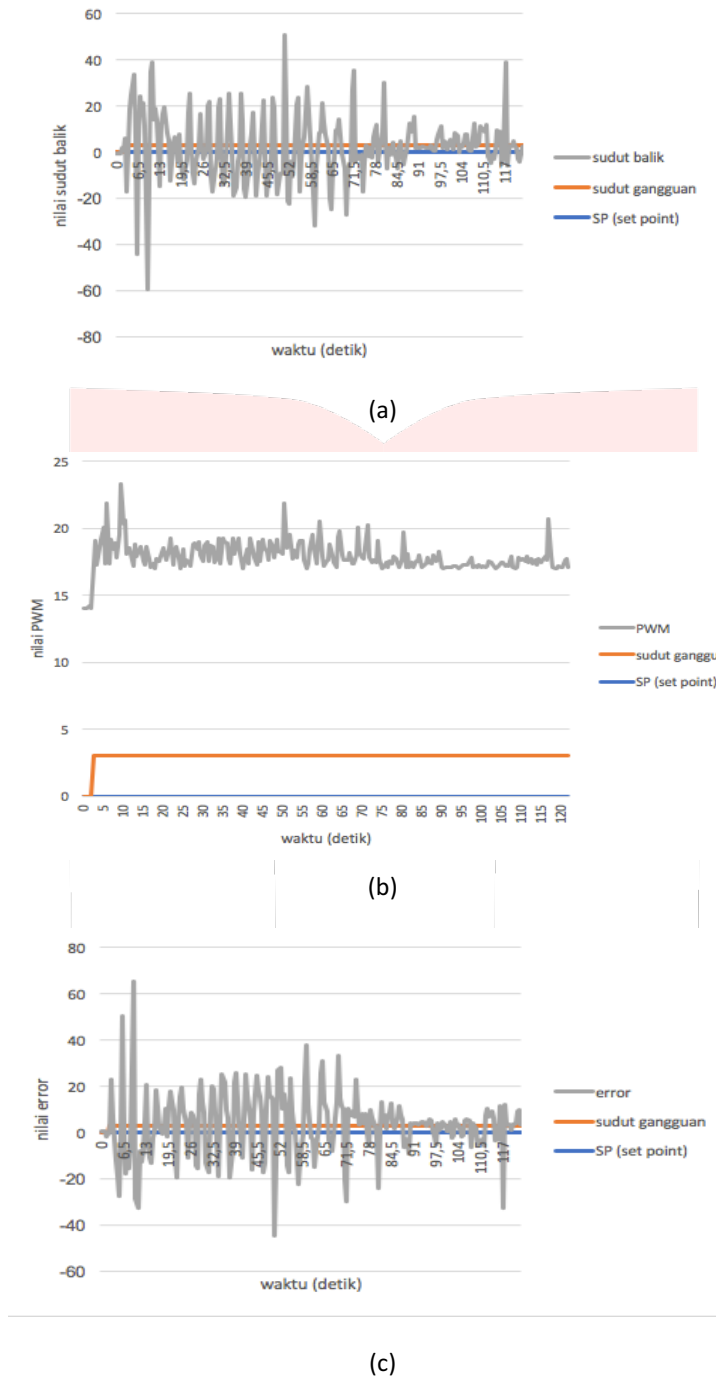 60
40
20
0
-20
-40
-60
-80
nilai sudut balik
0 6,5 13 19,5 26 32,5 39 45,5 52 58,5 65 71,5 78 84,5 91 97,5 104 110,5 117
waktu (detik)
sudut balik
sudut gangguan
SP (set point)
(a)
25
20
15
10
5
0
nilai PWM
0 5 10 15 20 25 30 35 40 45 50 55 60 65 70 75 80 85 90 95 100 105 110 115 120
waktu (detik)
PWM
sudut ganggu
SP (set point)
(b)
80
60
40
20
0
-20
-40
-60
nilai error
0 6,5 13 19,5 26 32,5 39 45,5 52 58,5 65 71,5 78 84,5 91 97,5 104 110,5 117
waktu (detik)
error
sudut gangguan
SP (set point)
(c)